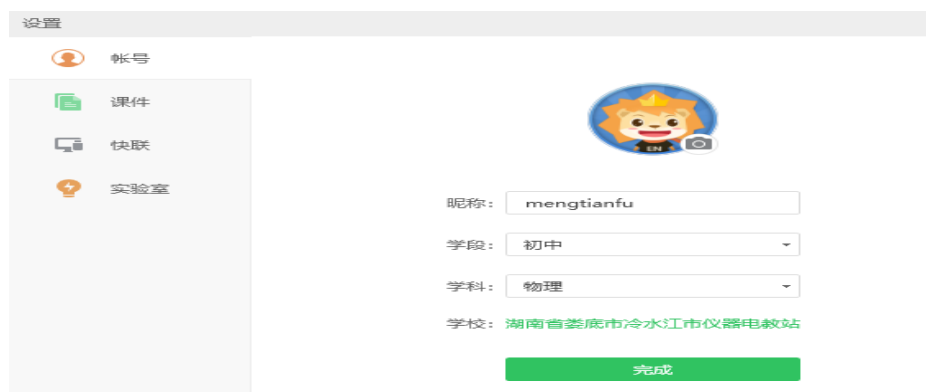 设置
帐号
课件
快联
实验室
EN
昵称： mengtianfu
学段： 初中
学科： 物理
学校： 湖南省娄底市冷水江市仪器电教站
完成